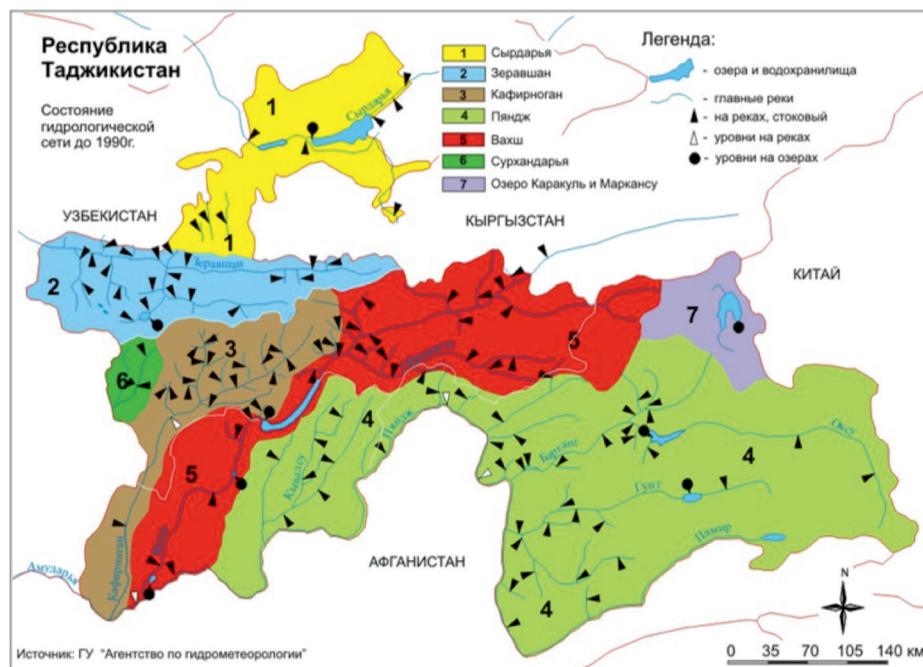 Республика
Таджикистан
Состояние
гидрологической
сети до 1990г.
1 Сырдарья
2 Зеравшан
3 Кафирноган
4 Пяндж
5 Вахш
6 Сурхандарья
7 Озеро Каракуль и Маркансу
Легенда:
- озера и водохранилища
- главные реки
- на реках, стоковый
- уровни на реках
- уровни на озерах
1
Сырдарья
УЗБЕКИСТАН
КЫРГЫЗСТАН
КИТАЙ
1
Зеравшан
2
7
3
5
6
4
Пяндж
Кызылсу
5
Бартанг
Оксу
4
Гунт
Памир
АФГАНИСТАН
4
Амударья
Кафирниган
N
0 35 70 105 140 км
Источник: ГУ "Агентство по гидрометеорологии"